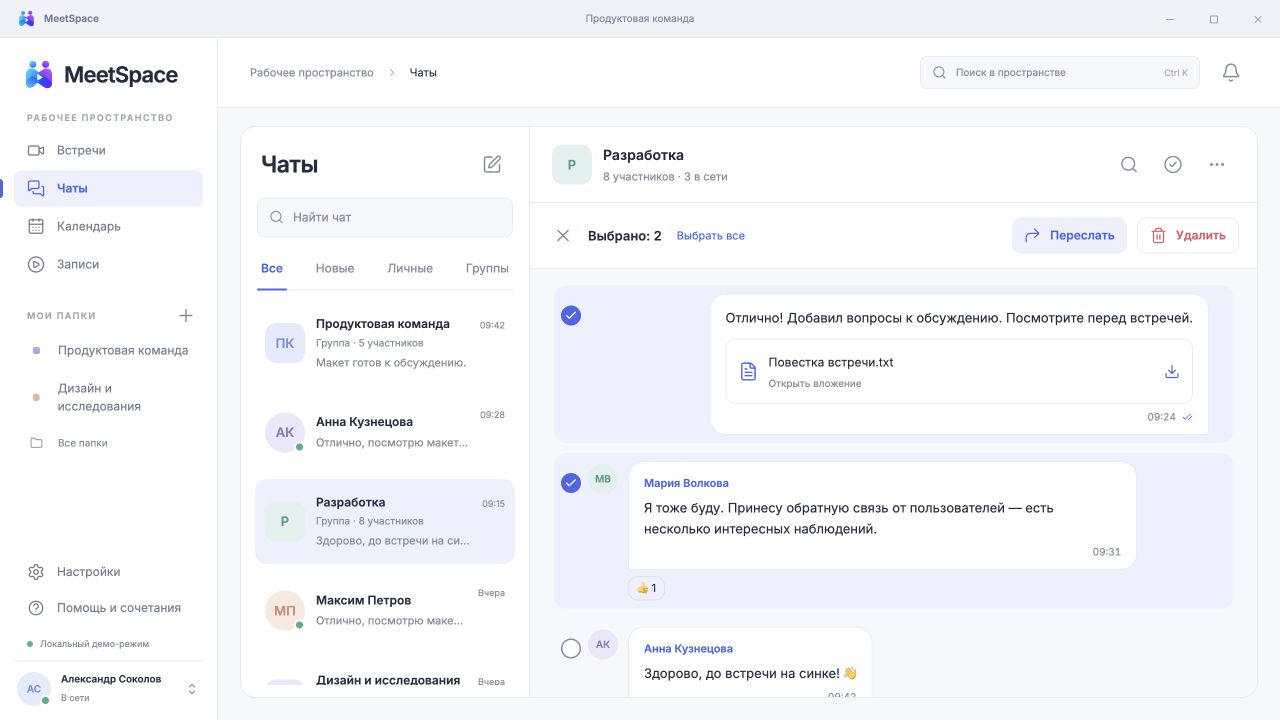 MeetSpace
Продуктовая команда
MeetSpace
РАБОЧЕЕ ПРОСТРАНСТВО
Встречи
Чаты
Календарь
Записи
МОИ ПАПКИ
Продуктовая команда
Дизайн и
исследования
Все папки
Настройки
Помощь и сочетания
Локальный демо-режим
АС
Александр Соколов
В сети
Рабочее пространство
Чаты
Поиск в пространстве
Ctrl K
Чаты
Найти чат
Все
Новые
Личные
Группы
ПК
Продуктовая команда
09:42
Группа · 5 участников
Макет готов к обсуждению.
АК
Анна Кузнецова
09:28
Отлично, посмотрю макет...
Р
Разработка
09:15
Группа · 8 участников
Здорово, до встречи на си...
МП
Максим Петров
Вчера
Отлично, посмотрю маке...
Дизайн и исследования
Вчера
Р
Разработка
8 участников · 3 в сети
Выбрано: 2
Выбрать все
Переслать
Удалить
Отлично! Добавил вопросы к обсуждению. Посмотрите перед встречей.
Повестка встречи.txt
Открыть вложение
09:24
МВ
Мария Волкова
Я тоже буду. Принесу обратную связь от пользователей — есть
несколько интересных наблюдений.
09:31
👍 1
АК
Анна Кузнецова
Здорово, до встречи на синке! 👋
09:42